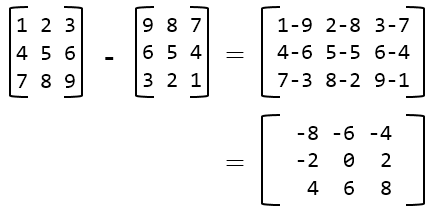 1 2 3   9 8 7   1-9 2-8 3-7
4 5 6 - 6 5 4 = 4-6 5-5 6-4
7 8 9   3 2 1   7-3 8-2 9-1
-8 -6 -4
= -2 0 2
4 6 8